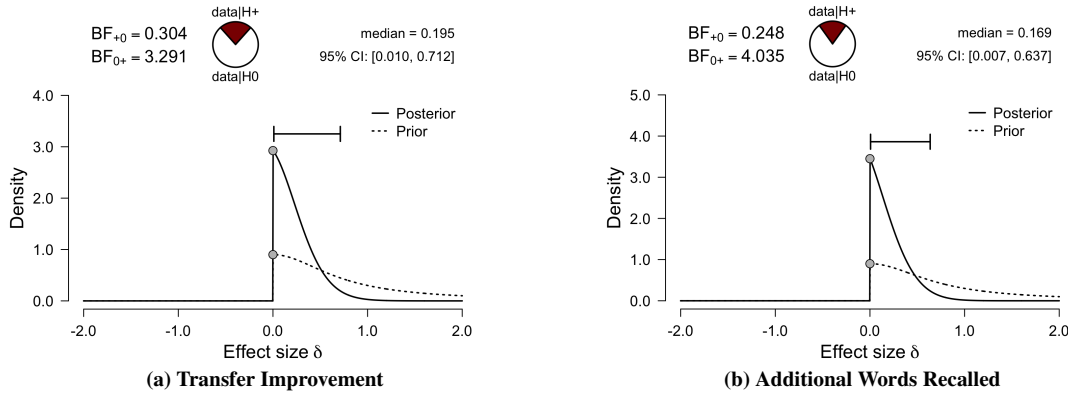 data|H+
BF+0 = 0.304
BF0+ = 3.291
data|H0
median = 0.195
95% CI: [0.010, 0.712]
4.0
3.0
2.0
1.0
0.0
Density
Posterior
Prior
-2.0 -1.0 0.0 1.0 2.0
Effect size δ
(a) Transfer Improvement
data|H+
BF+0 = 0.248
BF0+ = 4.035
data|H0
median = 0.169
95% CI: [0.007, 0.637]
5.0
4.0
3.0
2.0
1.0
0.0
Density
Posterior
Prior
-2.0 -1.0 0.0 1.0 2.0
Effect size δ
(b) Additional Words Recalled